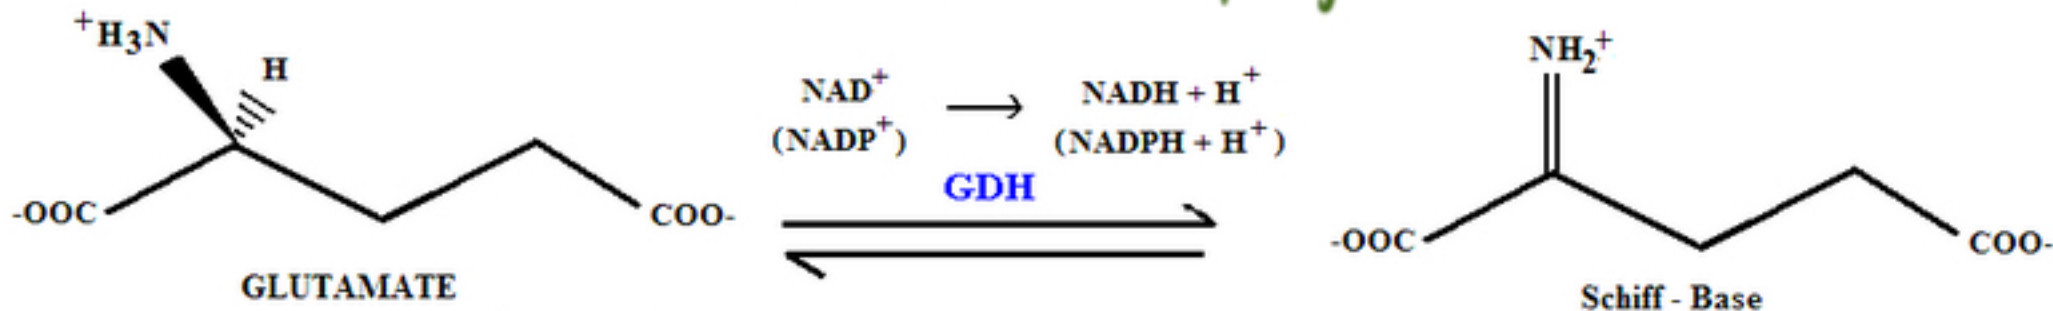 +H3N
H
-OOC
COO-
GLUTAMATE
NAD+
(NADP+)
NADH + H+
(NADPH + H+)
GDH
NH2+
-OOC
COO-
Schiff - Base